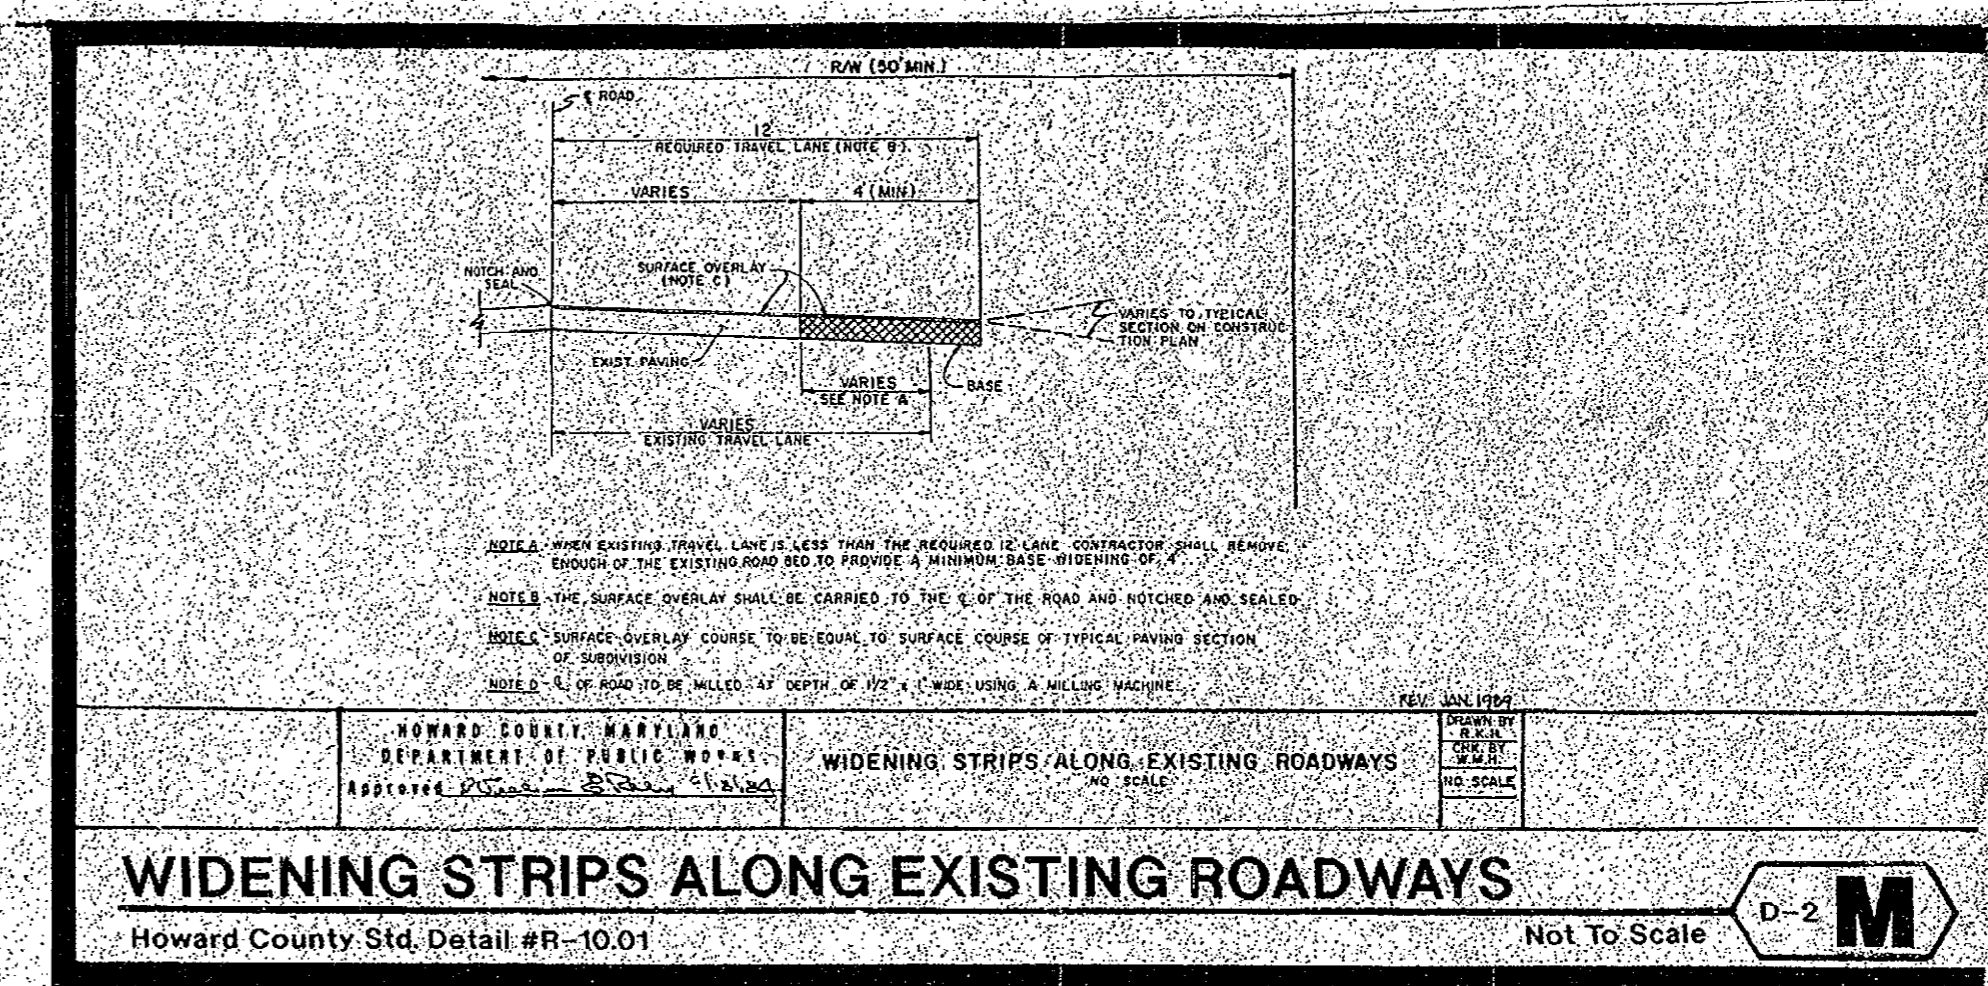 R/W (50' MIN.)
℄ ROAD
12
REQUIRED TRAVEL LANE (NOTE B)
VARIES
4 (MIN.)
NOTCH AND
SEAL
SURFACE OVERLAY
(NOTE C)
VARIES TO TYPICAL
SECTION ON CONSTRUC-
TION PLAN
EXIST. PAVING
VARIES
SEE NOTE A
BASE
VARIES
EXISTING TRAVEL LANE
NOTE A - WHEN EXISTING TRAVEL LANE IS LESS THAN THE REQUIRED 12' LANE CONTRACTOR SHALL REMOVE
ENOUGH OF THE EXISTING ROAD BED TO PROVIDE A MINIMUM BASE WIDENING OF 4'
NOTE B - THE SURFACE OVERLAY SHALL BE CARRIED TO THE ℄ OF THE ROAD AND NOTCHED AND SEALED
NOTE C - SURFACE OVERLAY COURSE TO BE EQUAL TO SURFACE COURSE OF TYPICAL PAVING SECTION
OF SUBDIVISION
NOTE D - ℄ OF ROAD TO BE MILLED AT DEPTH OF 1 1/2" & 1' WIDE USING A MILLING MACHINE.
REV. JAN. 1989
HOWARD COUNTY, MARYLAND
DEPARTMENT OF PUBLIC WORKS
Approved
WIDENING STRIPS ALONG EXISTING ROADWAYS
NO SCALE
DRAWN BY
R.K.H.
CHK. BY
W.M.H.
NO SCALE
WIDENING STRIPS ALONG EXISTING ROADWAYS
Howard County Std. Detail #R-10.01
Not To Scale
D-2 M